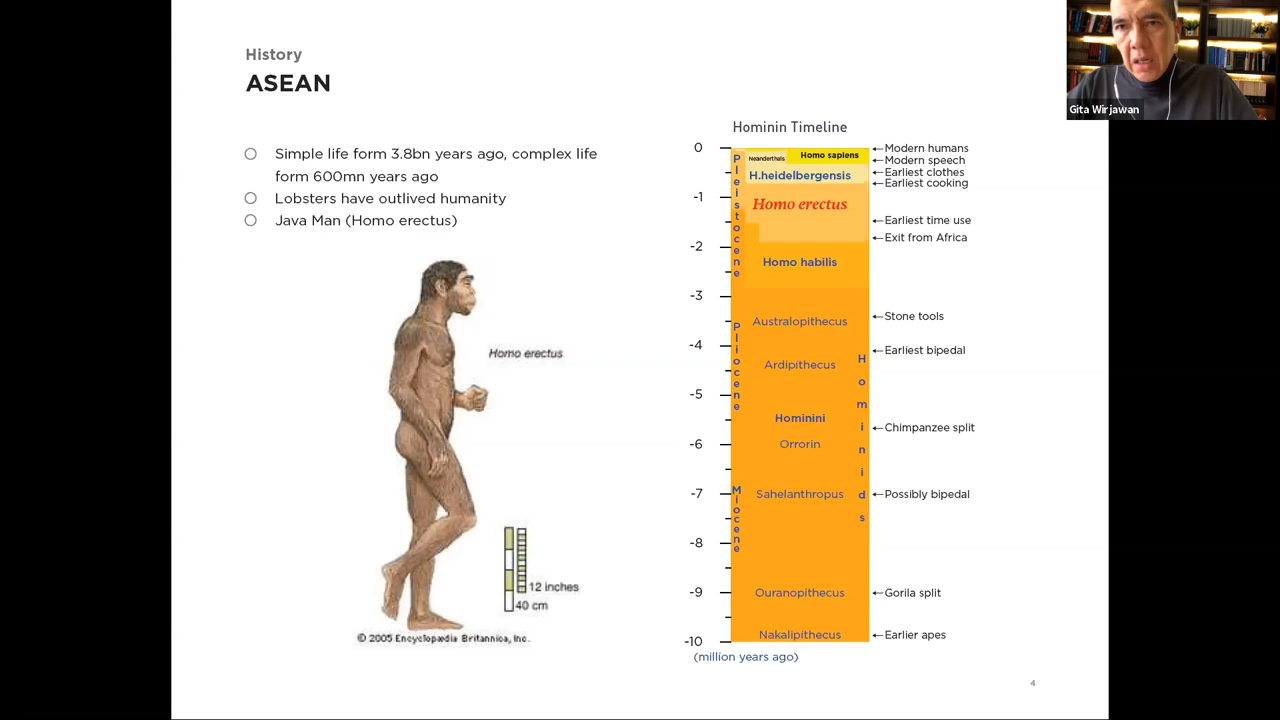 History
ASEAN
Simple life form 3.8bn years ago, complex life
form 600mn years ago
Lobsters have outlived humanity
Java Man (Homo erectus)
Homo erectus
12 inches
40 cm
© 2005 Encyclopædia Britannica, Inc.
Hominin Timeline
0
-1
-2
-3
-4
-5
-6
-7
-8
-9
-10
(million years ago)
Pleistocene
Pliocene
Miocene
Neanderthals
Homo sapiens
H.heidelbergensis
Homo erectus
Homo habilis
Australopithecus
Ardipithecus
Hominini
Orrorin
Sahelanthropus
Ouranopithecus
Nakalipithecus
Hominids
Modern humans
Modern speech
Earliest clothes
Earliest cooking
Earliest time use
Exit from Africa
Stone tools
Earliest bipedal
Chimpanzee split
Possibly bipedal
Gorila split
Earlier apes
4
Gita Wirjawan